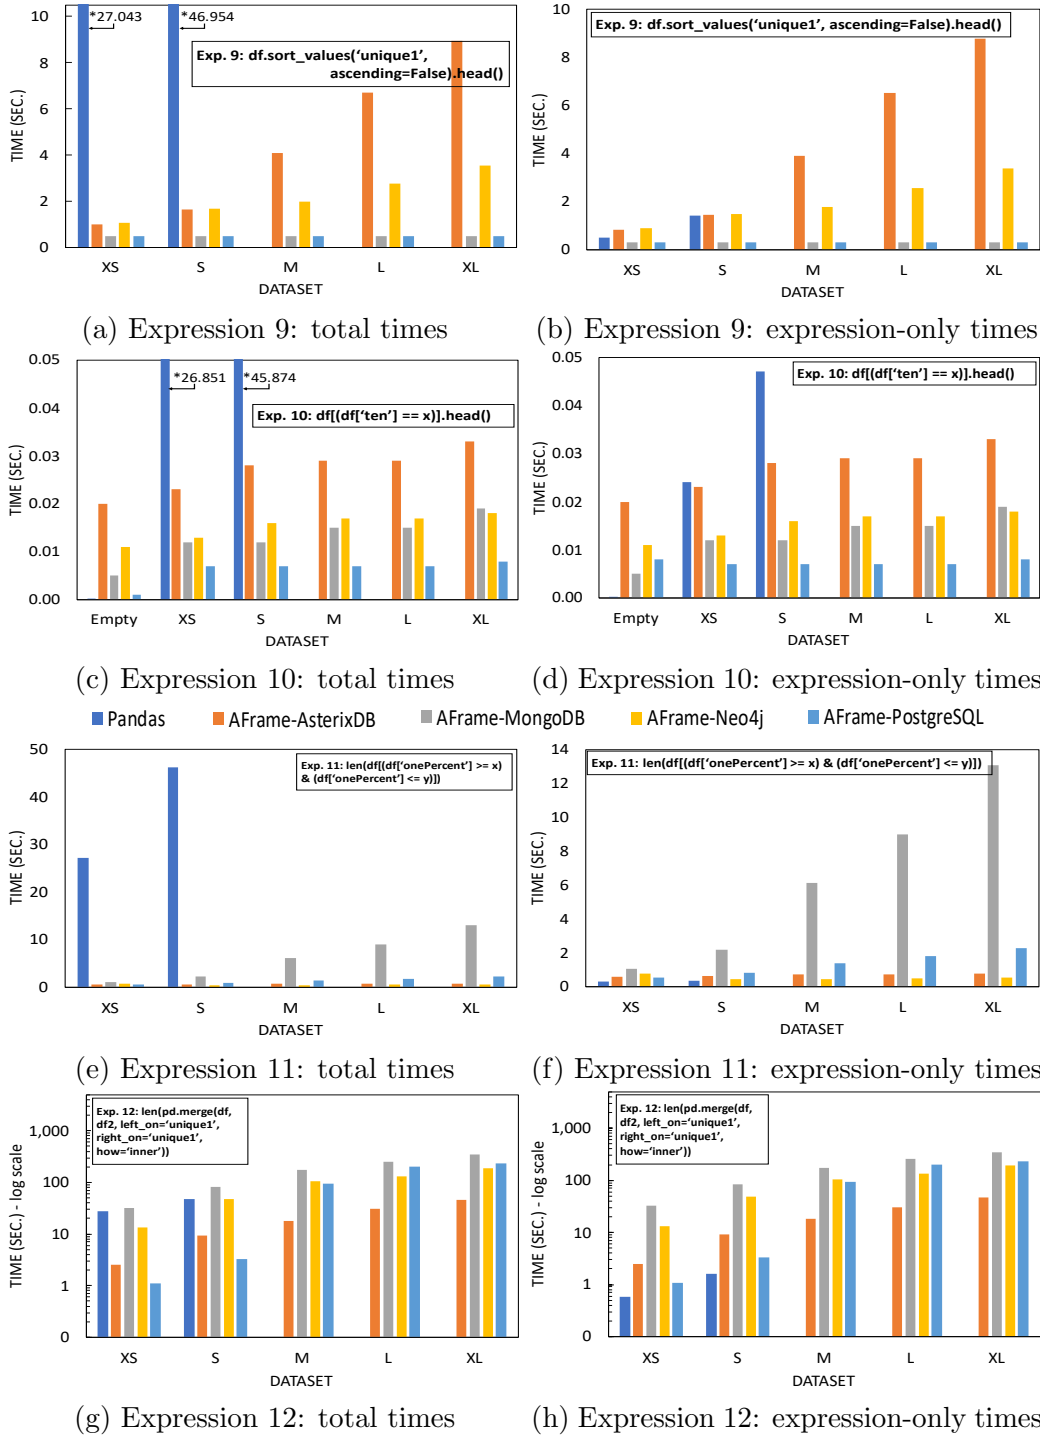 10
8
6
4
2
0
TIME (SEC.)
*27.043
*46.954
Exp. 9: df.sort_values(‘unique1’,
ascending=False).head()
XS S M L XL
DATASET
(a) Expression 9: total times
10
8
6
4
2
0
TIME (SEC.)
Exp. 9: df.sort_values(‘unique1’, ascending=False).head()
XS S M L XL
DATASET
(b) Expression 9: expression-only times
0.05
0.04
0.03
0.02
0.01
0.00
TIME (SEC.)
*26.851
*45.874
Exp. 10: df[(df[‘ten’] == x)].head()
Empty XS S M L XL
DATASET
(c) Expression 10: total times
0.05
0.04
0.03
0.02
0.01
0.00
TIME (SEC.)
Exp. 10: df[(df[‘ten’] == x)].head()
Empty XS S M L XL
DATASET
(d) Expression 10: expression-only times
Pandas AFrame-AsterixDB AFrame-MongoDB AFrame-Neo4j AFrame-PostgreSQL
50
40
30
20
10
0
TIME (SEC.)
Exp. 11: len(df[(df[‘onePercent’] >= x)
& (df[‘onePercent’] <= y)])
XS S M L XL
DATASET
(e) Expression 11: total times
14
12
10
8
6
4
2
0
TIME (SEC.)
Exp. 11: len(df[(df[‘onePercent’] >= x) & (df[‘onePercent’] <= y)])
XS S M L XL
DATASET
(f) Expression 11: expression-only times
1,000
100
10
1
0
TIME (SEC.) - log scale
Exp. 12: len(pd.merge(df,
df2, left_on=‘unique1’,
right_on=‘unique1’,
how=‘inner’))
XS S M L XL
DATASET
(g) Expression 12: total times
1,000
100
10
1
0
TIME (SEC.) - log scale
Exp. 12: len(pd.merge(df,
df2, left_on=‘unique1’,
right_on=‘unique1’,
how=‘inner’))
XS S M L XL
DATASET
(h) Expression 12: expression-only times